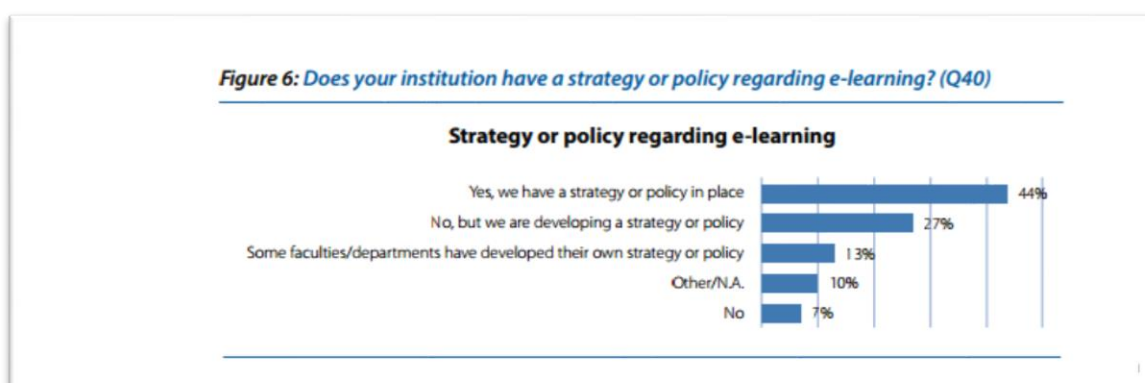 Figure 6: Does your institution have a strategy or policy regarding e-learning? (Q40)
Strategy or policy regarding e-learning
Yes, we have a strategy or policy in place 44%
No, but we are developing a strategy or policy 27%
Some faculties/departments have developed their own strategy or policy 13%
Other/N.A. 10%
No 7%